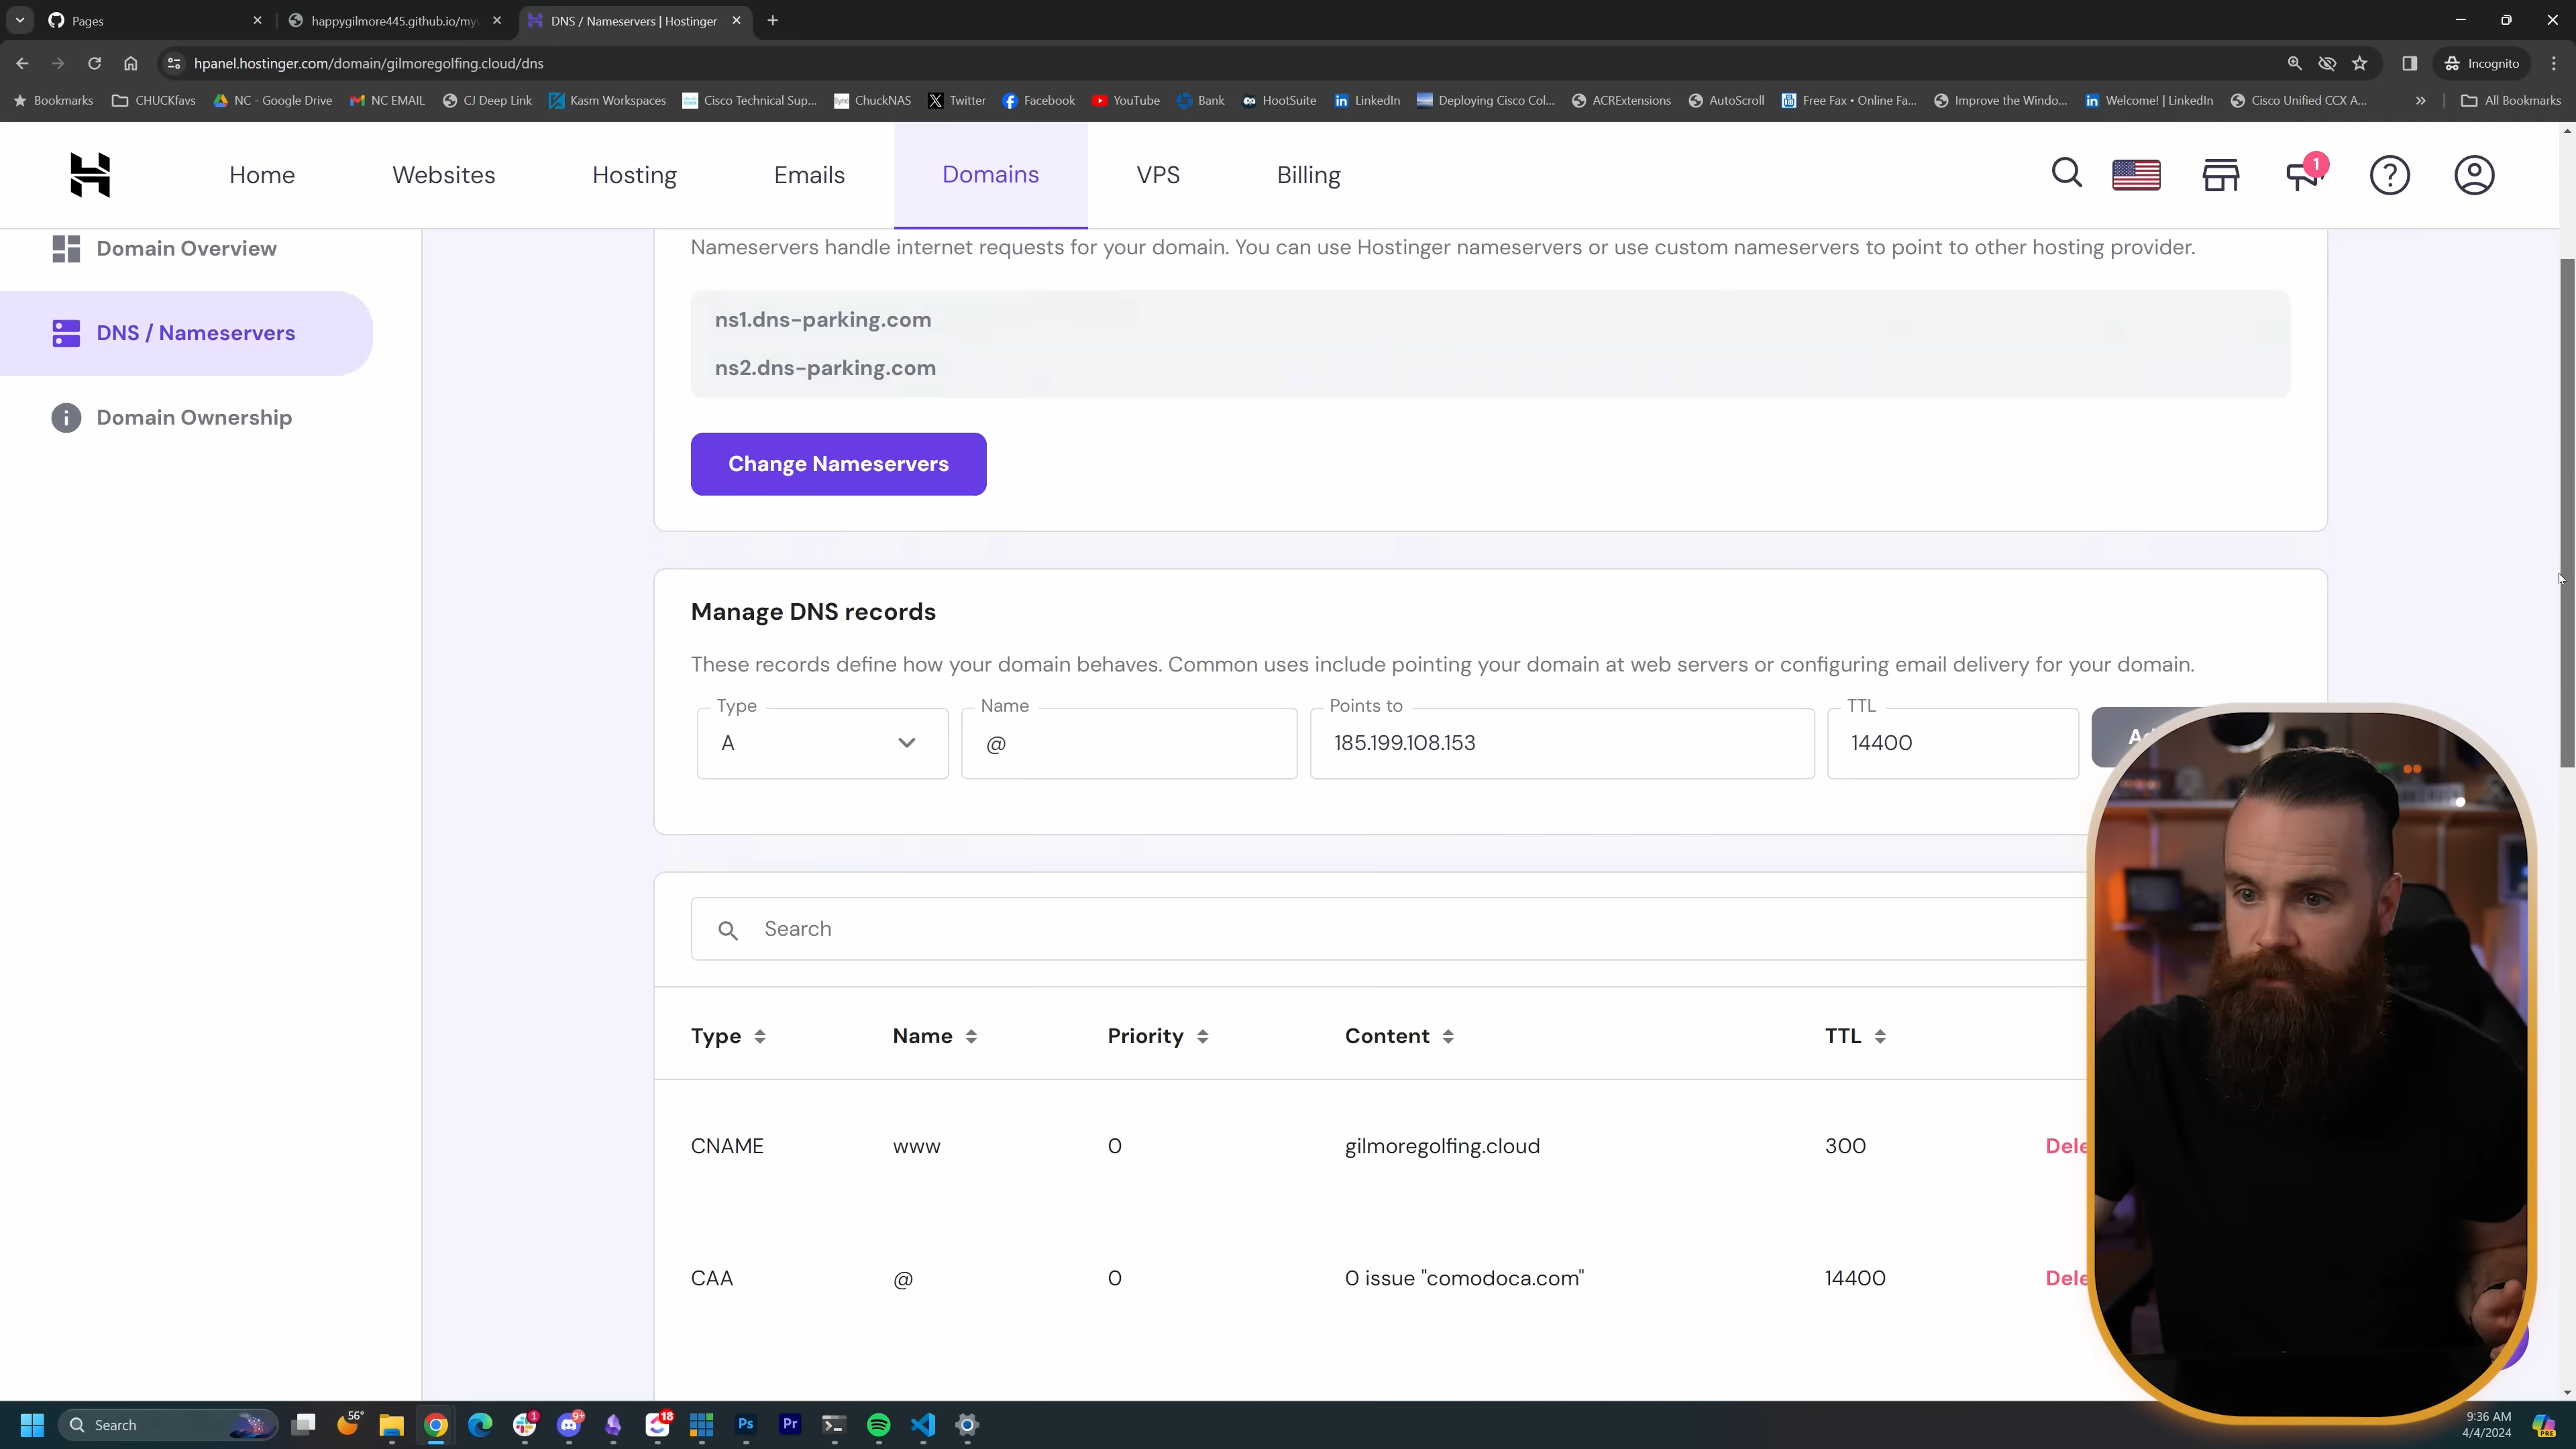 Pages
happygilmore445.github.io/my
DNS / Nameservers | Hostinger
hpanel.hostinger.com/domain/gilmoregolfing.cloud/dns
Incognito
Bookmarks
CHUCKfavs
NC - Google Drive
NC EMAIL
CJ Deep Link
Kasm Workspaces
Cisco Technical Sup...
ChuckNAS
Twitter
Facebook
YouTube
Bank
HootSuite
LinkedIn
Deploying Cisco Col...
ACRExtensions
AutoScroll
Free Fax • Online Fa...
Improve the Windo...
Welcome! | LinkedIn
Cisco Unified CCX A...
All Bookmarks
Home
Websites
Hosting
Emails
Domains
VPS
Billing
1
Domain Overview
DNS / Nameservers
Domain Ownership
Nameservers handle internet requests for your domain. You can use Hostinger nameservers or use custom nameservers to point to other hosting provider.
ns1.dns-parking.com
ns2.dns-parking.com
Change Nameservers
Manage DNS records
These records define how your domain behaves. Common uses include pointing your domain at web servers or configuring email delivery for your domain.
Type
Name
Points to
TTL
A
@
185.199.108.153
14400
Search
Type
Name
Priority
Content
TTL
CNAME
www
0
gilmoregolfing.cloud
300
Dele
CAA
@
0
0 issue "comodoca.com"
14400
Dele
Search
56°
1
9+
18
Ps
Pr
9:36 AM
4/4/2024
PRE